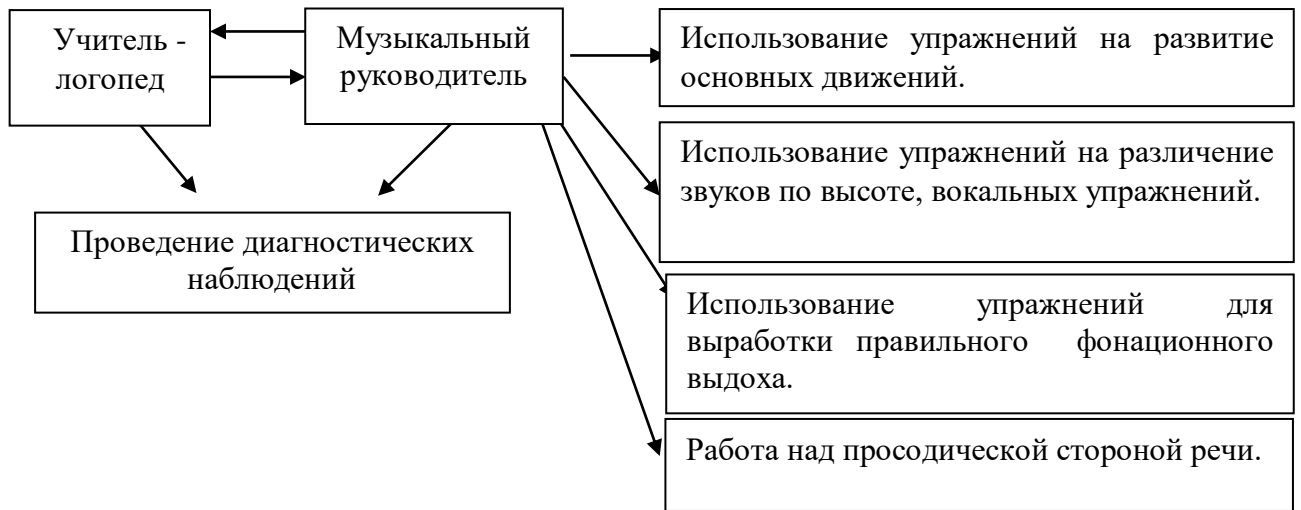 Учитель -
логопед
Музыкальный
руководитель
Использование упражнений на развитие
основных движений.
Использование упражнений на различение
звуков по высоте, вокальных упражнений.
Проведение диагностических
наблюдений
Использование упражнений для
выработки правильного фонационного
выдоха.
Работа над просодической стороной речи.